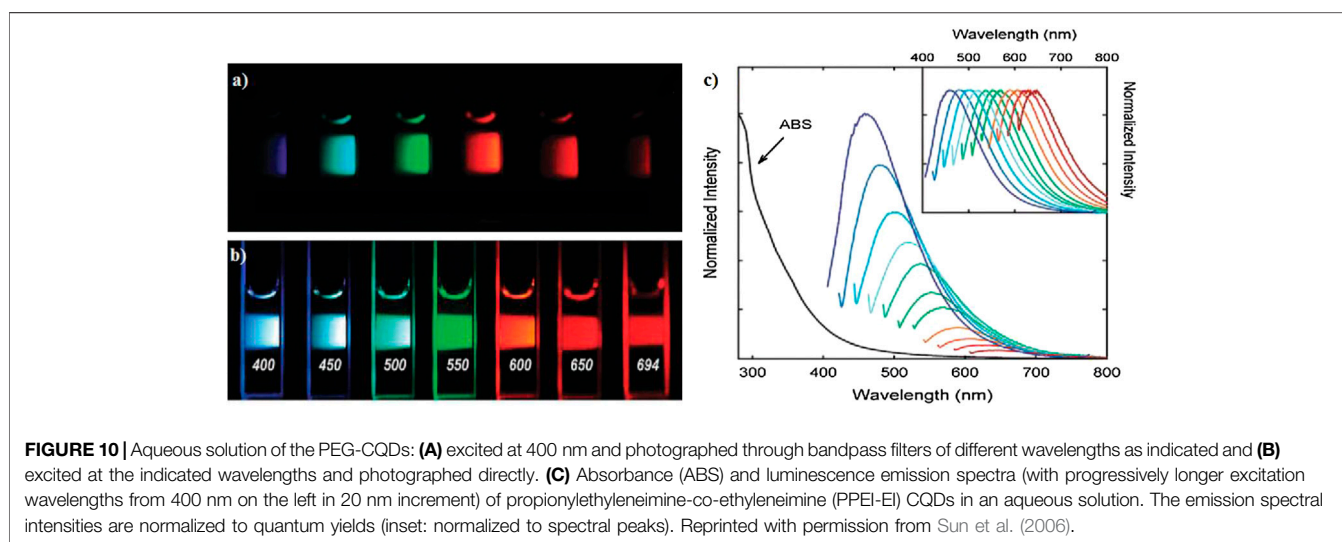 a)
b)
400 450 500 550 600 650 694
c)
Wavelength (nm)
400 500 600 700 800
Normalized Intensity
ABS
Normalized Intensity
300 400 500 600 700 800
Wavelength (nm)
FIGURE 10 | Aqueous solution of the PEG-CQDs: (A) excited at 400 nm and photographed through bandpass filters of different wavelengths as indicated and (B)
excited at the indicated wavelengths and photographed directly. (C) Absorbance (ABS) and luminescence emission spectra (with progressively longer excitation
wavelengths from 400 nm on the left in 20 nm increment) of propionylethyleneimine-co-ethyleneimine (PPEI-EI) CQDs in an aqueous solution. The emission spectral
intensities are normalized to quantum yields (inset: normalized to spectral peaks). Reprinted with permission from Sun et al. (2006).